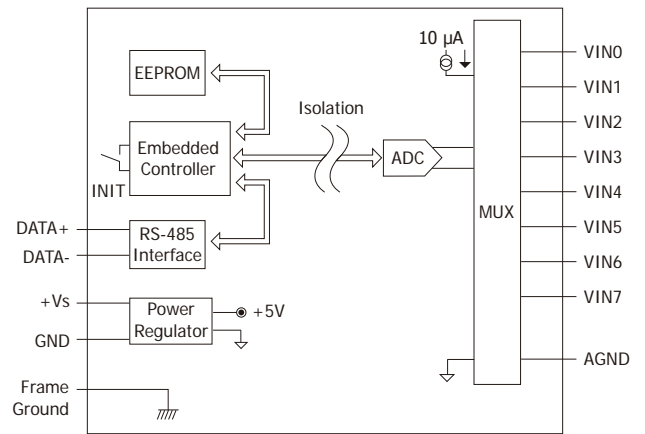 10 µA
EEPROM
Isolation
Embedded
Controller
INIT
ADC
MUX
VIN0
VIN1
VIN2
VIN3
VIN4
VIN5
VIN6
VIN7
AGND
DATA+
DATA-
RS-485
Interface
+Vs
GND
Power
Regulator
+5V
Frame
Ground